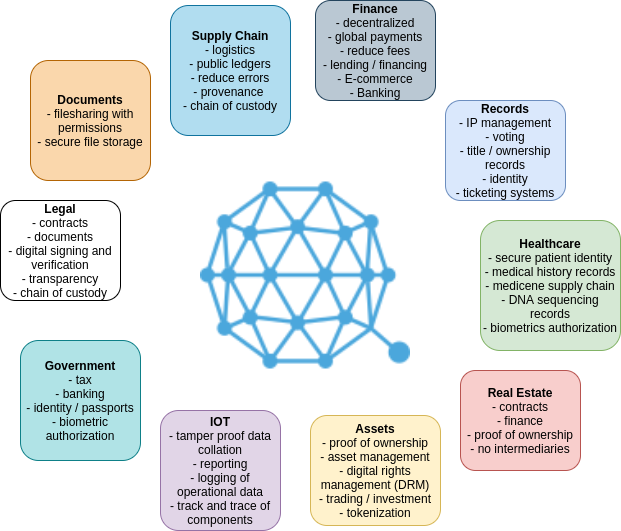 Finance
- decentralized
- global payments
- reduce fees
- lending / financing
- E-commerce
- Banking
Supply Chain
- logistics
- public ledgers
- reduce errors
- provenance
- chain of custody
Documents
- filesharing with
permissions
- secure file storage
Records
- IP management
- voting
- title / ownership
records
- identity
- ticketing systems
Legal
- contracts
- documents
- digital signing and
verification
- transparency
- chain of custody
Healthcare
- secure patient identity
- medical history records
- medicene supply chain
- DNA sequencing
records
- biometrics authorization
Government
- tax
- banking
- identity / passports
- biometric
authorization
Real Estate
- contracts
- finance
- proof of ownership
- no intermediaries
IOT
- tamper proof data
collation
- reporting
- logging of
operational data
- track and trace of
components
Assets
- proof of ownership
- asset management
- digital rights
management (DRM)
- trading / investment
- tokenization